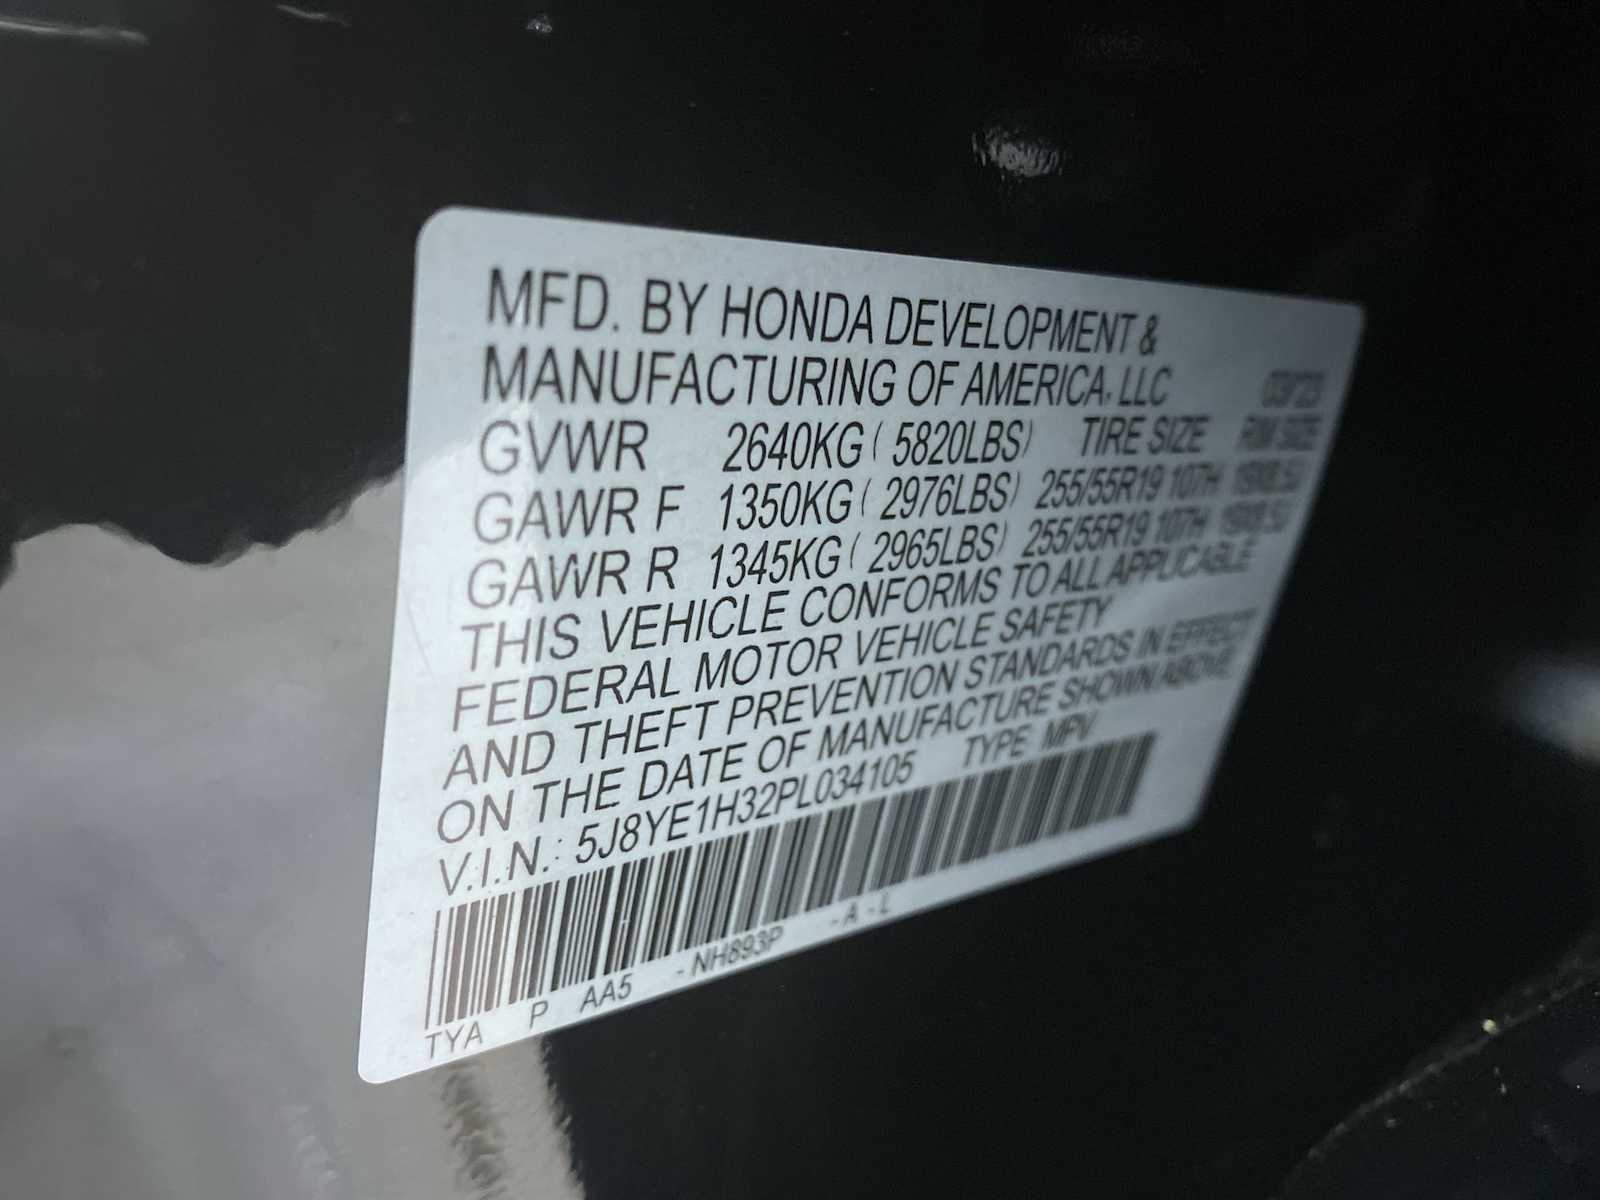 MFD. BY HONDA DEVELOPMENT &
MANUFACTURING OF AMERICA, LLC 03/23
GVWR 2640KG ( 5820LBS) TIRE SIZE RIM SIZE
GAWR F 1350KG ( 2976LBS) 255/55R19 107H 19X8.5J
GAWR R 1345KG ( 2965LBS) 255/55R19 107H 19X8.5J
THIS VEHICLE CONFORMS TO ALL APPLICABLE
FEDERAL MOTOR VEHICLE SAFETY
AND THEFT PREVENTION STANDARDS IN EFFECT
ON THE DATE OF MANUFACTURE SHOWN ABOVE
V.I.N.: 5J8YE1H32PL034105 TYPE MPV
TYA P AA5 -NH893P -A-L